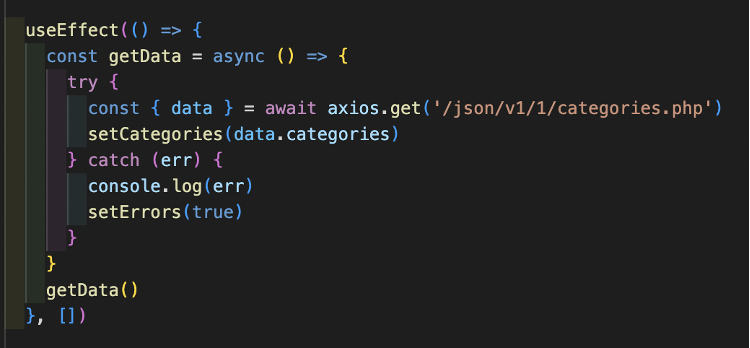 useEffect(() => {
  const getData = async () => {
    try {
      const { data } = await axios.get('/json/v1/1/categories.php')
      setCategories(data.categories)
    } catch (err) {
      console.log(err)
      setErrors(true)
    }
  }
  getData()
}, [])